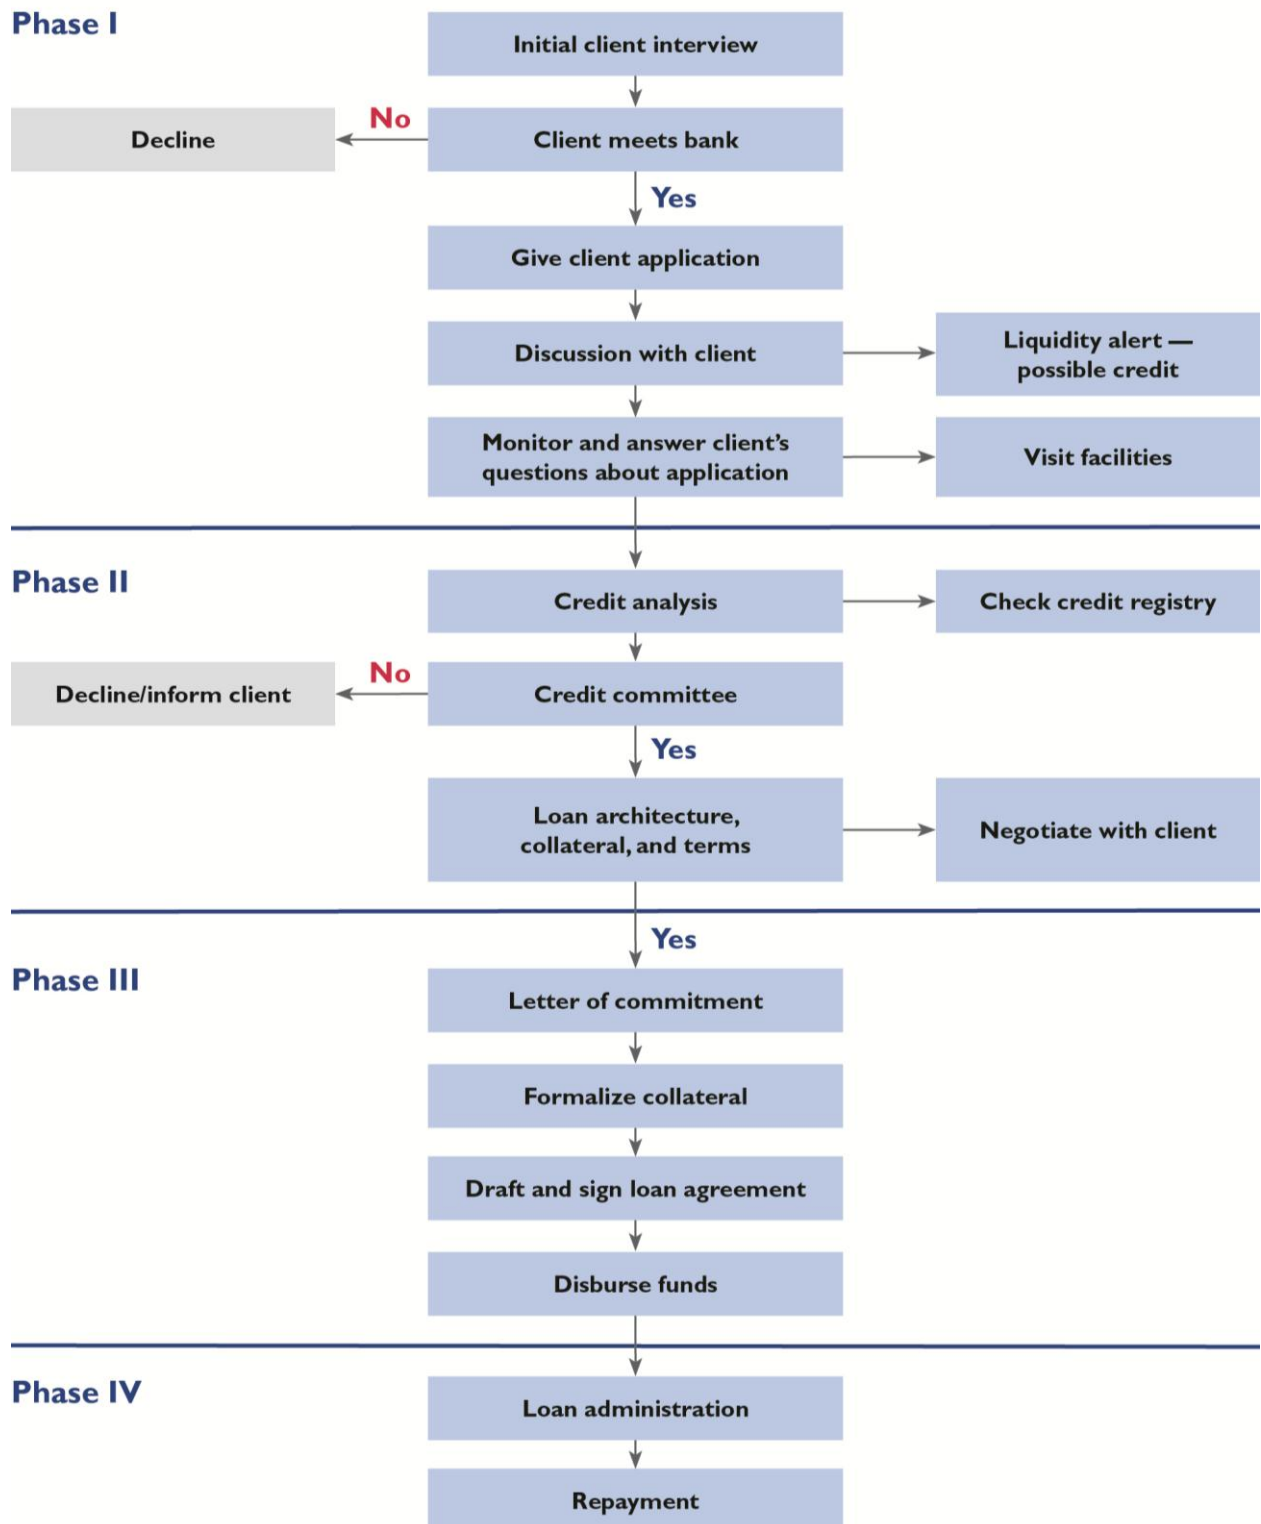 Phase I
Initial client interview
No
Decline
Client meets bank
Yes
Give client application
Discussion with client
Liquidity alert —
possible credit
Monitor and answer client’s
questions about application
Visit facilities
Phase II
Credit analysis
Check credit registry
No
Decline/inform client
Credit committee
Yes
Loan architecture,
collateral, and terms
Negotiate with client
Yes
Phase III
Letter of commitment
Formalize collateral
Draft and sign loan agreement
Disburse funds
Phase IV
Loan administration
Repayment